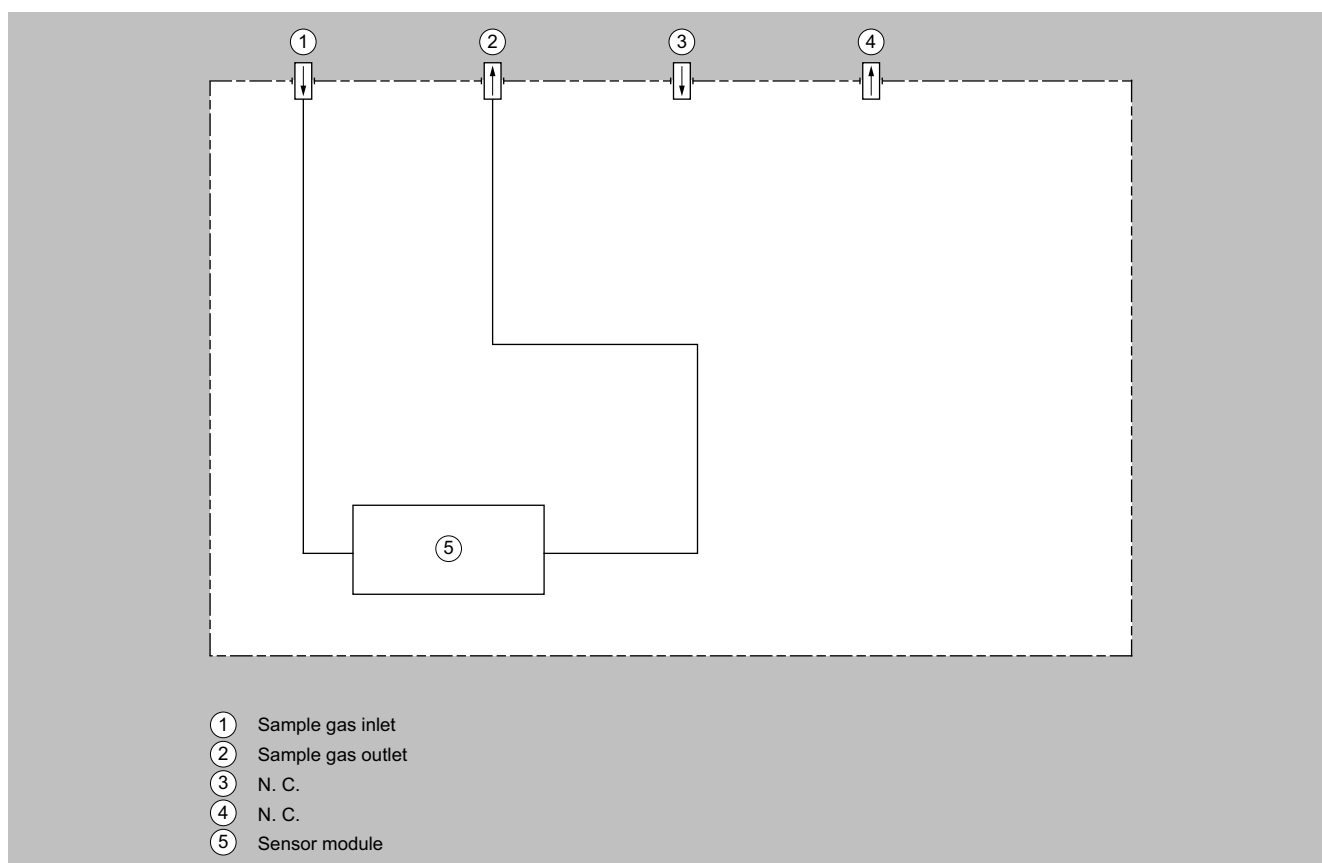 1 2 3 4
5
1 Sample gas inlet
2 Sample gas outlet
3 N. C.
4 N. C.
5 Sensor module